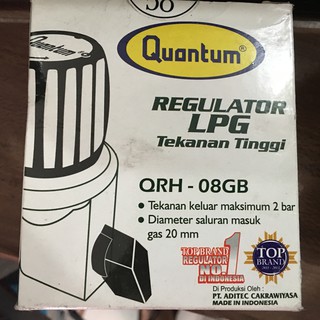 Quantum®
REGULATOR
LPG
Tekanan Tinggi
QRH - 08GB
• Tekanan keluar maksimum 2 bar
• Diameter saluran masuk
gas 20 mm
TOP BRAND
REGULATOR
NO.1
DI INDONESIA
TOP
BRAND
Di Produksi Oleh :
PT. ADITEC CAKRAWIYASA
MADE IN INDONESIA